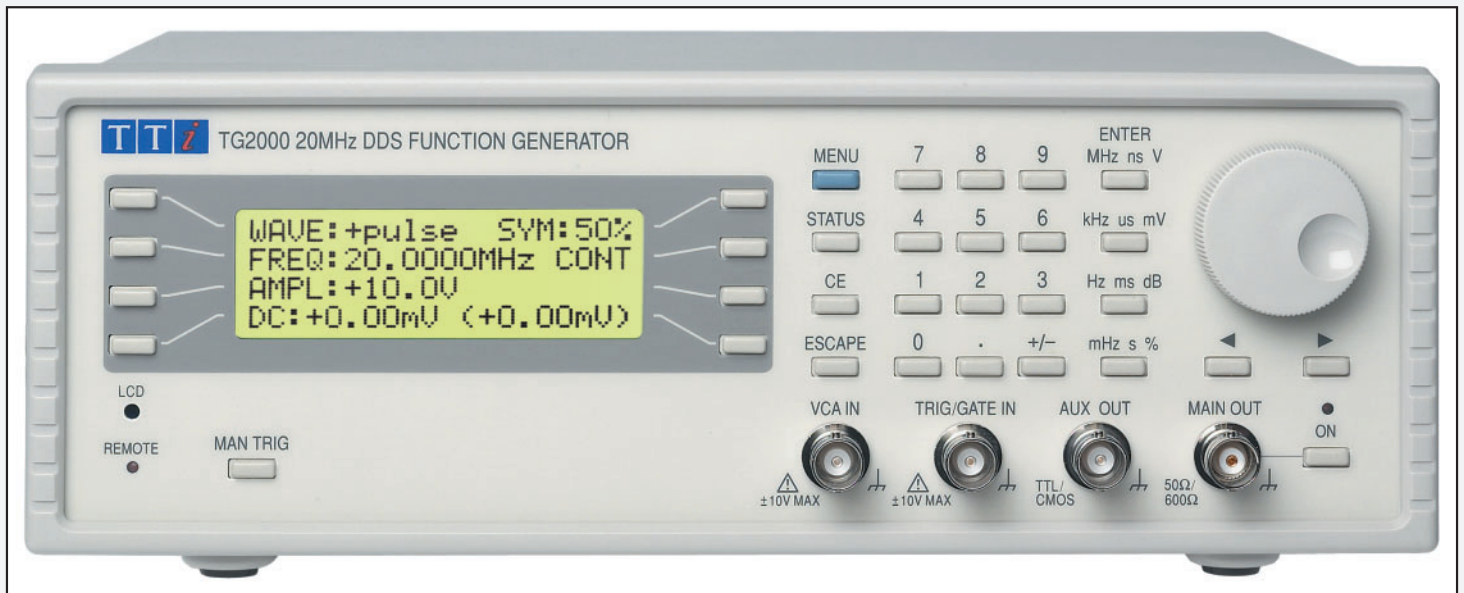 TTi TG2000 20MHz DDS FUNCTION GENERATOR
WAVE:+pulse SYM:50%
FREQ:20.0000MHz CONT
AMPL:+10.0V
DC:+0.00mV (+0.00mV)
LCD
REMOTE
MAN TRIG
MENU 7 8 9 ENTER
MHz ns V
STATUS 4 5 6 kHz us mV
CE 1 2 3 Hz ms dB
ESCAPE 0 . +/− mHz s %
VCA IN TRIG/GATE IN AUX OUT MAIN OUT
ON
±10V MAX ±10V MAX TTL/
CMOS 50Ω/
600Ω